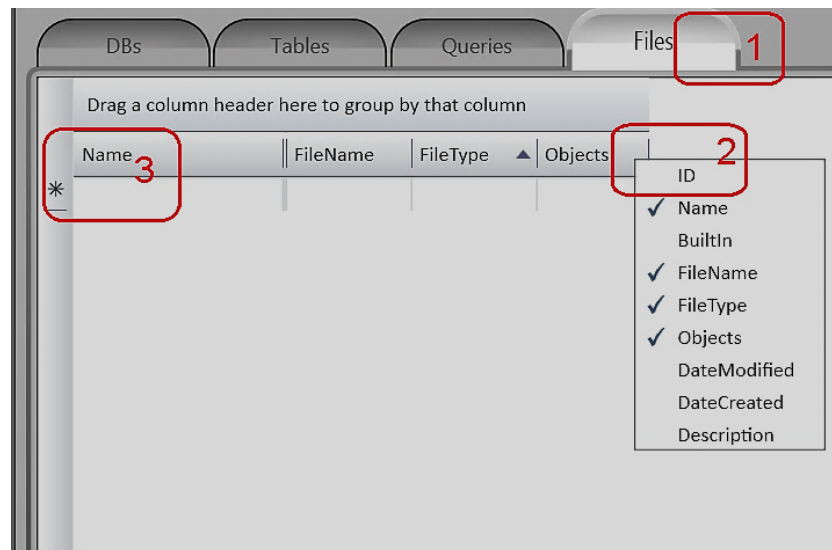 DBs Tables Queries Files 1
Drag a column header here to group by that column
Name 3 FileName FileType Objects 2
ID
Name
BuiltIn
FileName
FileType
Objects
DateModified
DateCreated
Description